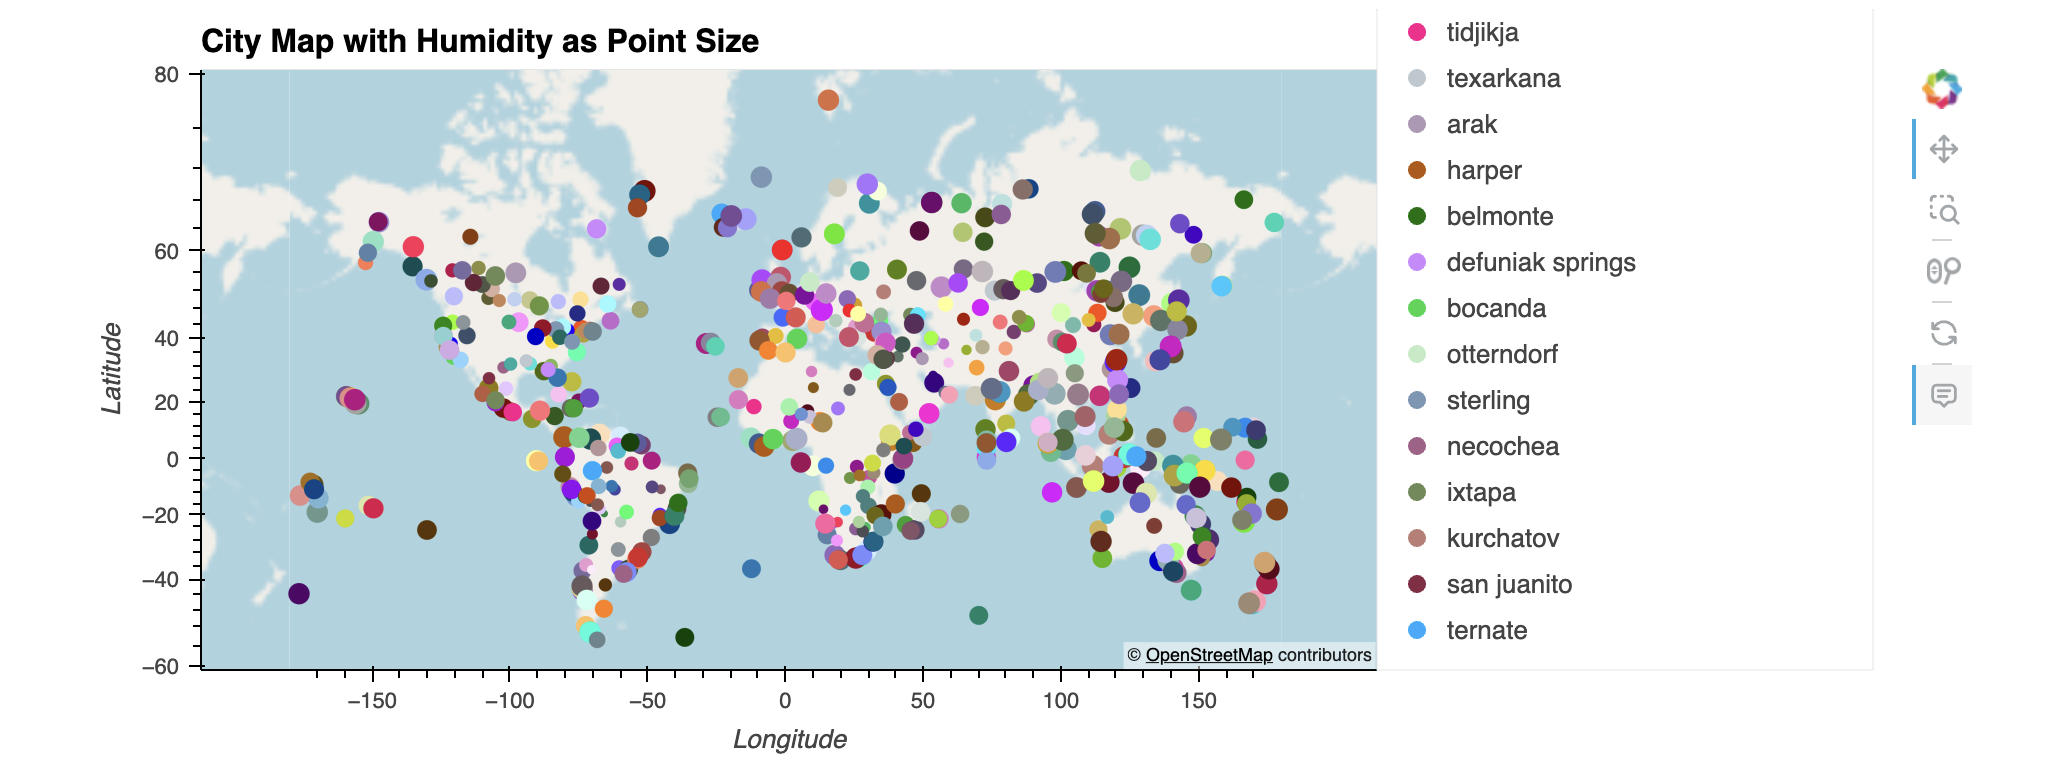 City Map with Humidity as Point Size
80
60
40
20
0
−20
−40
−60
Latitude
−150
−100
−50
0
50
100
150
Longitude
© OpenStreetMap contributors
tidjikja
texarkana
arak
harper
belmonte
defuniak springs
bocanda
otterndorf
sterling
necochea
ixtapa
kurchatov
san juanito
ternate